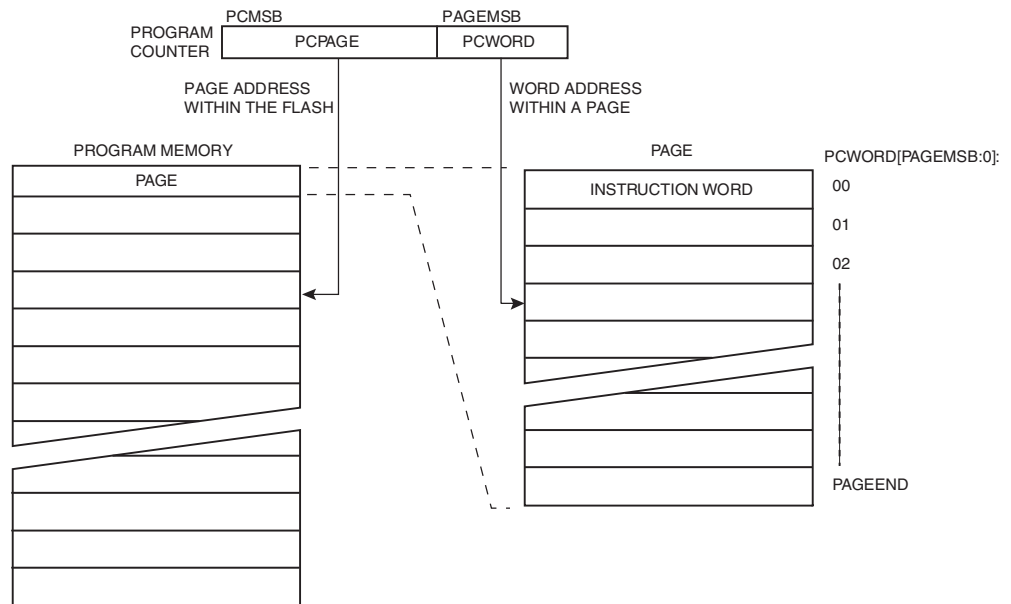 PCMSB
PAGEMSB
PROGRAM
COUNTER
PCPAGE
PCWORD
PAGE ADDRESS
WITHIN THE FLASH
WORD ADDRESS
WITHIN A PAGE
PROGRAM MEMORY
PAGE
PAGE
PCWORD[PAGEMSB:0]:
INSTRUCTION WORD
00
01
02
PAGEEND